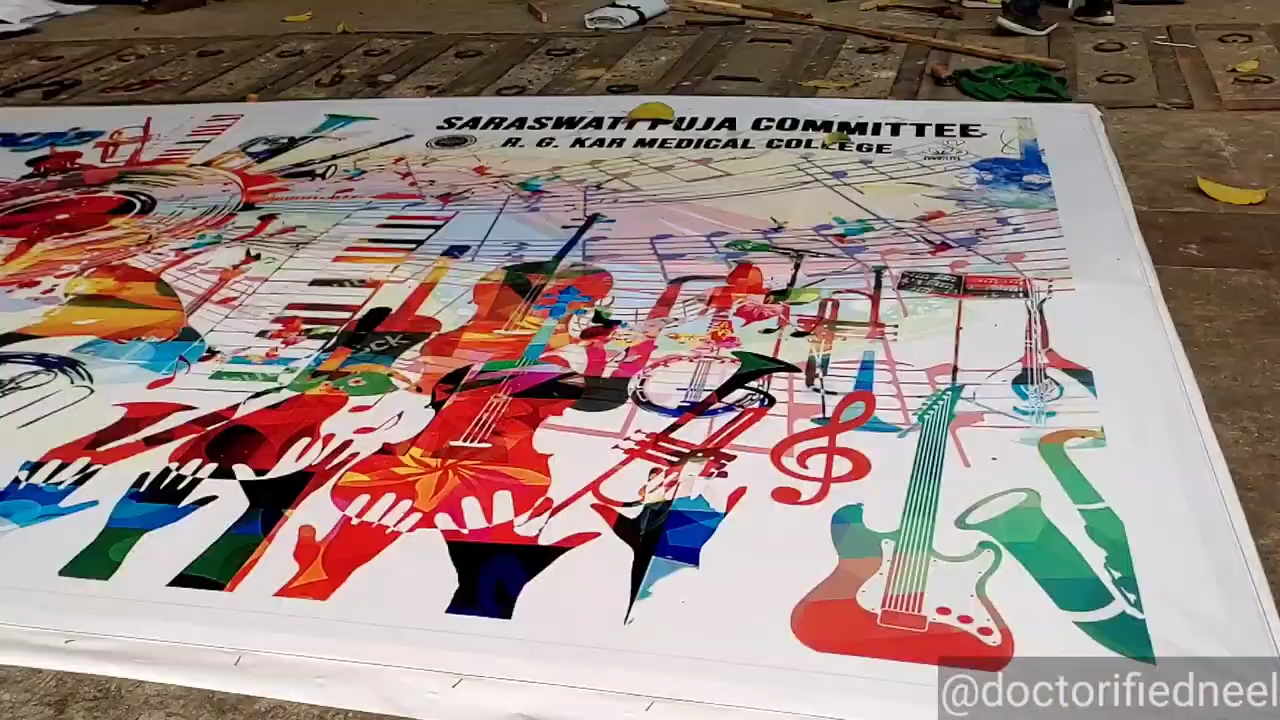 SARASWATI PUJA COMMITTEE
R. G. KAR MEDICAL COLLEGE
@doctorifiedneel